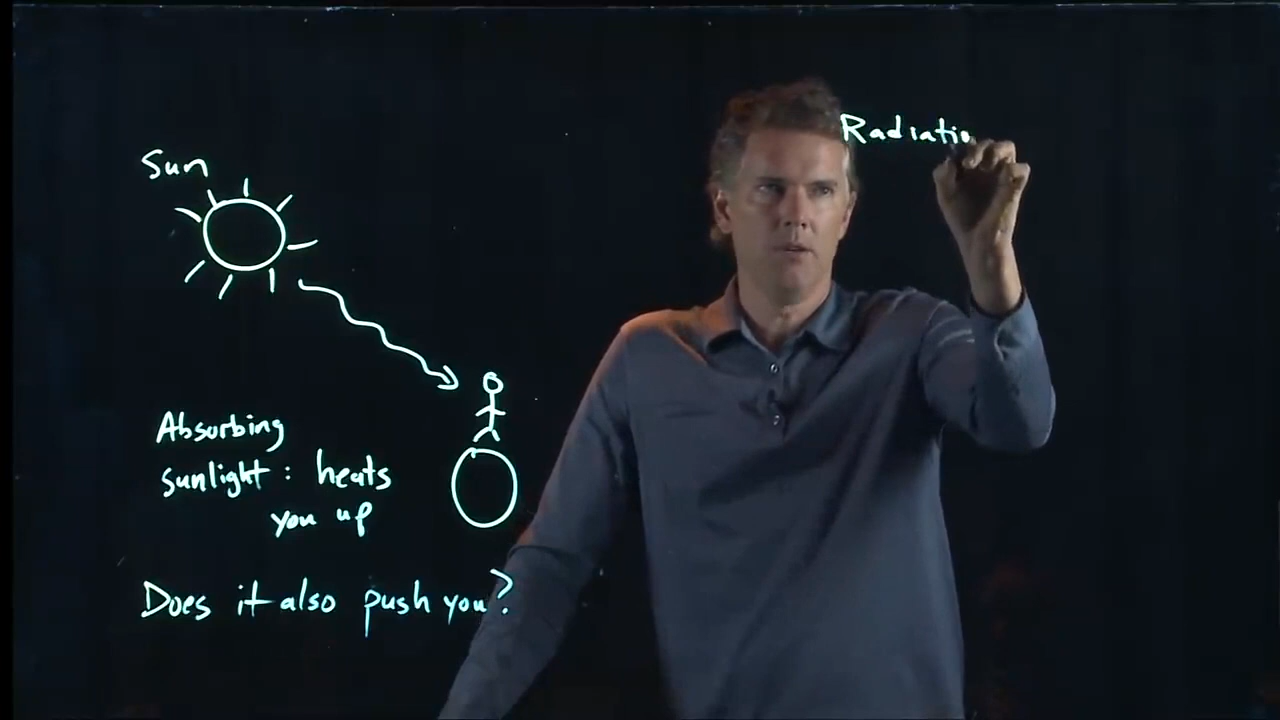 Sun
Absorbing
sunlight: heats
you up
Does it also push you?
Radiatio